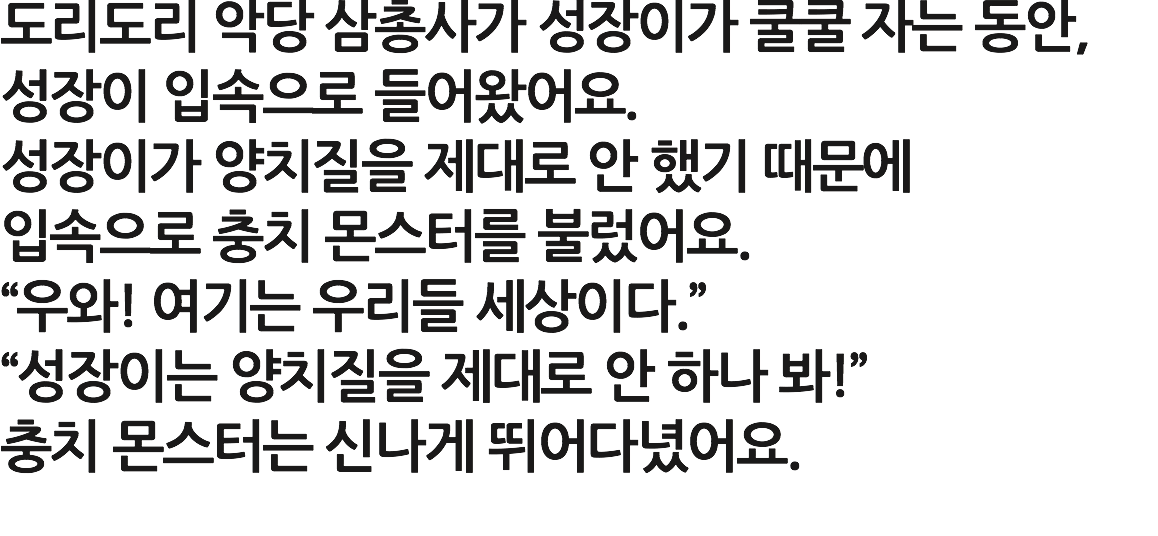 도리도리 악당 삼총사가 성장이가 쿨쿨 자는 동안,
성장이 입속으로 들어왔어요.
성장이가 양치질을 제대로 안 했기 때문에
입속으로 충치 몬스터를 불렀어요.
“우와! 여기는 우리들 세상이다.”
“성장이는 양치질을 제대로 안 하나 봐!”
충치 몬스터는 신나게 뛰어다녔어요.